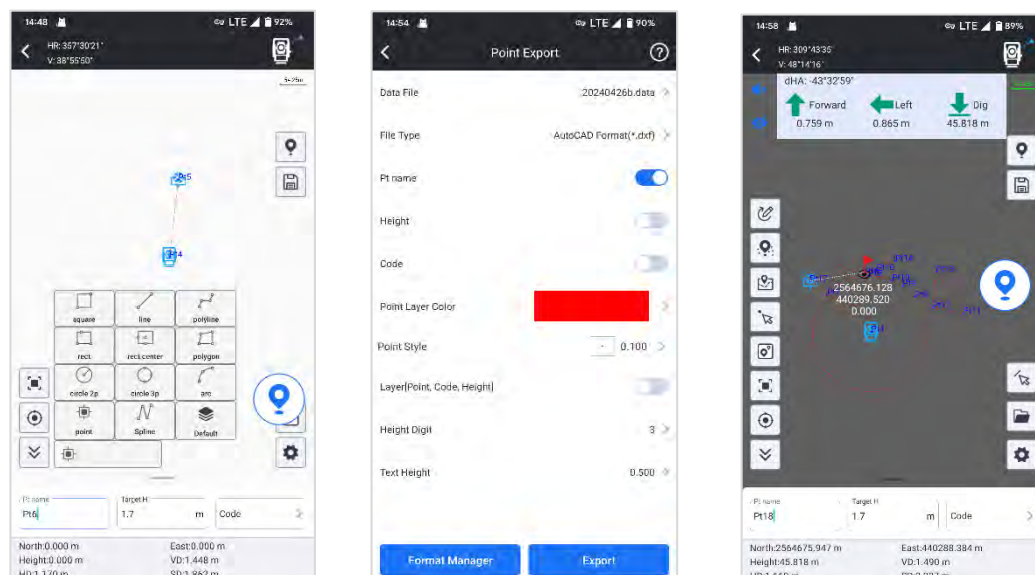 14:48 LTE 92%
HR: 357°30'21"
V: 38°55'50"
Pt5
Pt4
square line polyline
rect rect center polygon
circle 2p circle 3p arc
point Spline Default
Pt name Target H
Pt6 1.7 m Code
North:0.000 m East:0.000 m
Height:0.000 m VD:1.448 m
HD:1.170 m SD:1.862 m
14:54 LTE 90%
Point Export
Data File 20240426b.data
File Type AutoCAD Format(*.dxf)
Pt name
Height
Code
Point Layer Color
Point Style 0.100
Layer[Point, Code, Height]
Height Digit 3
Text Height 0.500
Format Manager Export
14:58 LTE 89%
HR: 309°43'35"
V: 48°14'16"
dHA: -43°32'59"
Forward Left Dig
0.759 m 0.865 m 45.818 m
2564676.128
440289.520
0.000
Pt name Target H
Pt18 1.7 m Code
North:2564675.947 m East:440288.384 m
Height:45.818 m VD:1.490 m